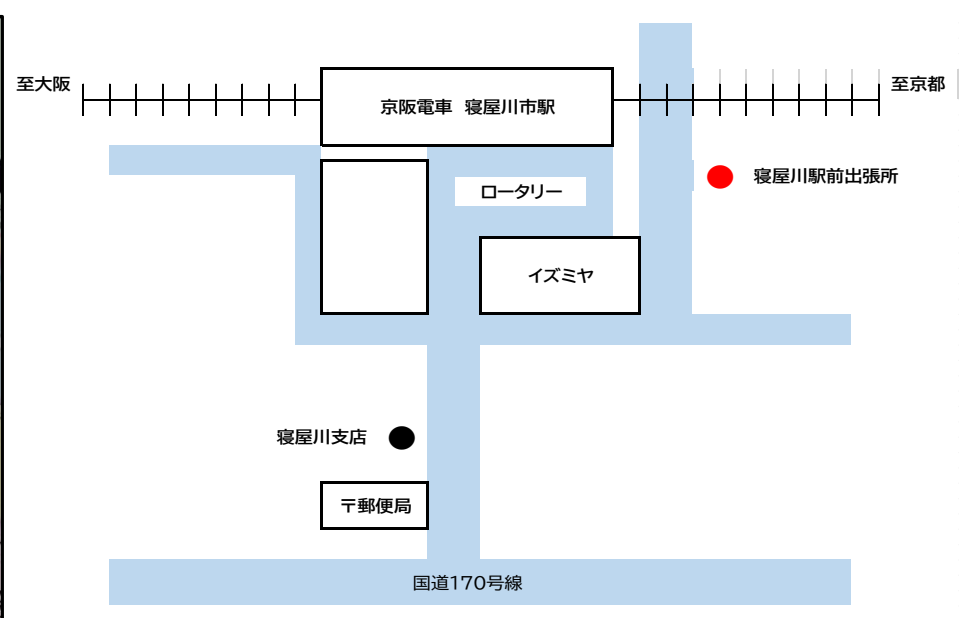 至大阪
至京都
京阪電車 寝屋川市駅
寝屋川駅前出張所
ロータリー
イズミヤ
寝屋川支店
〒郵便局
国道170号線